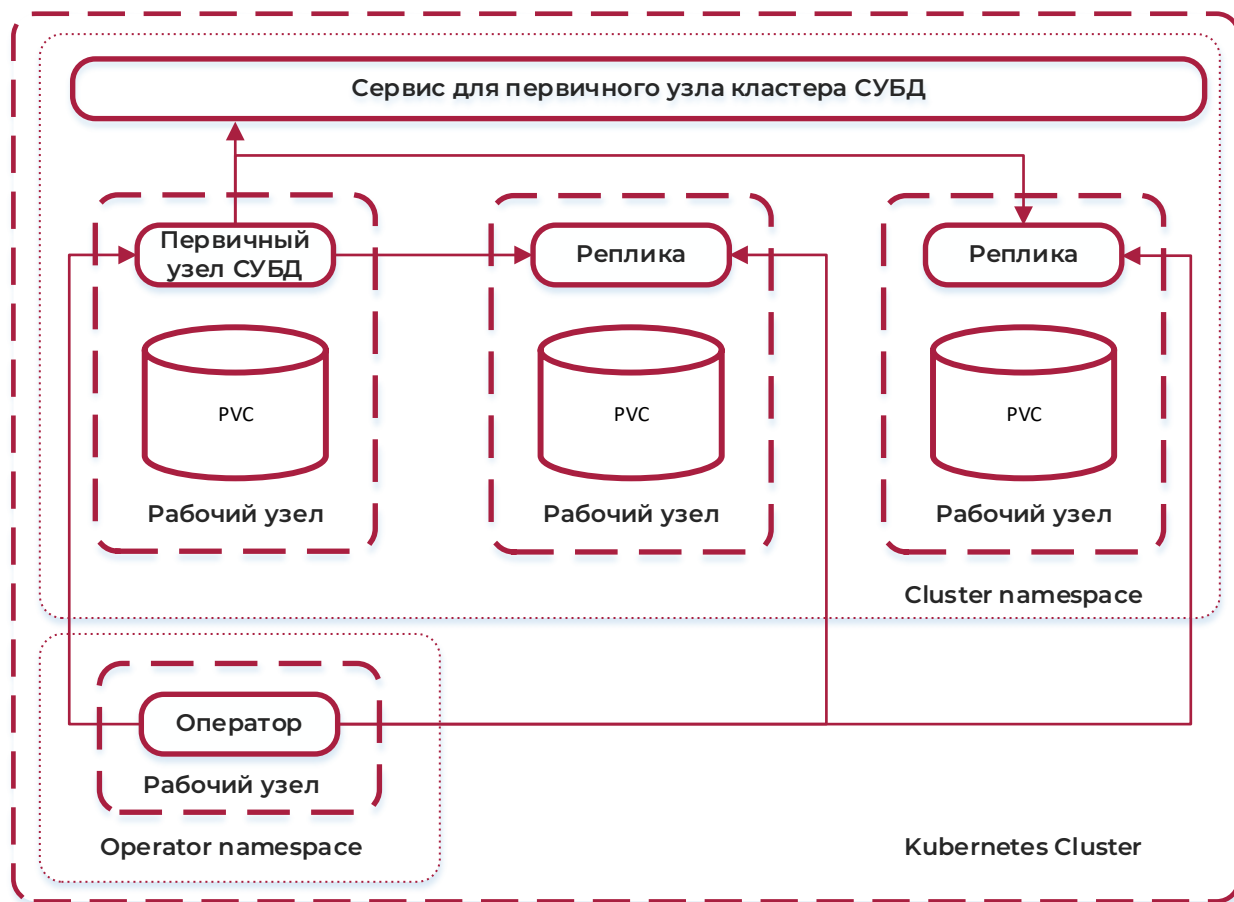 Сервис для первичного узла кластера СУБД
Первичный
узел СУБД
Реплика
Реплика
PVC
PVC
PVC
Рабочий узел
Рабочий узел
Рабочий узел
Cluster namespace
Оператор
Рабочий узел
Operator namespace
Kubernetes Cluster